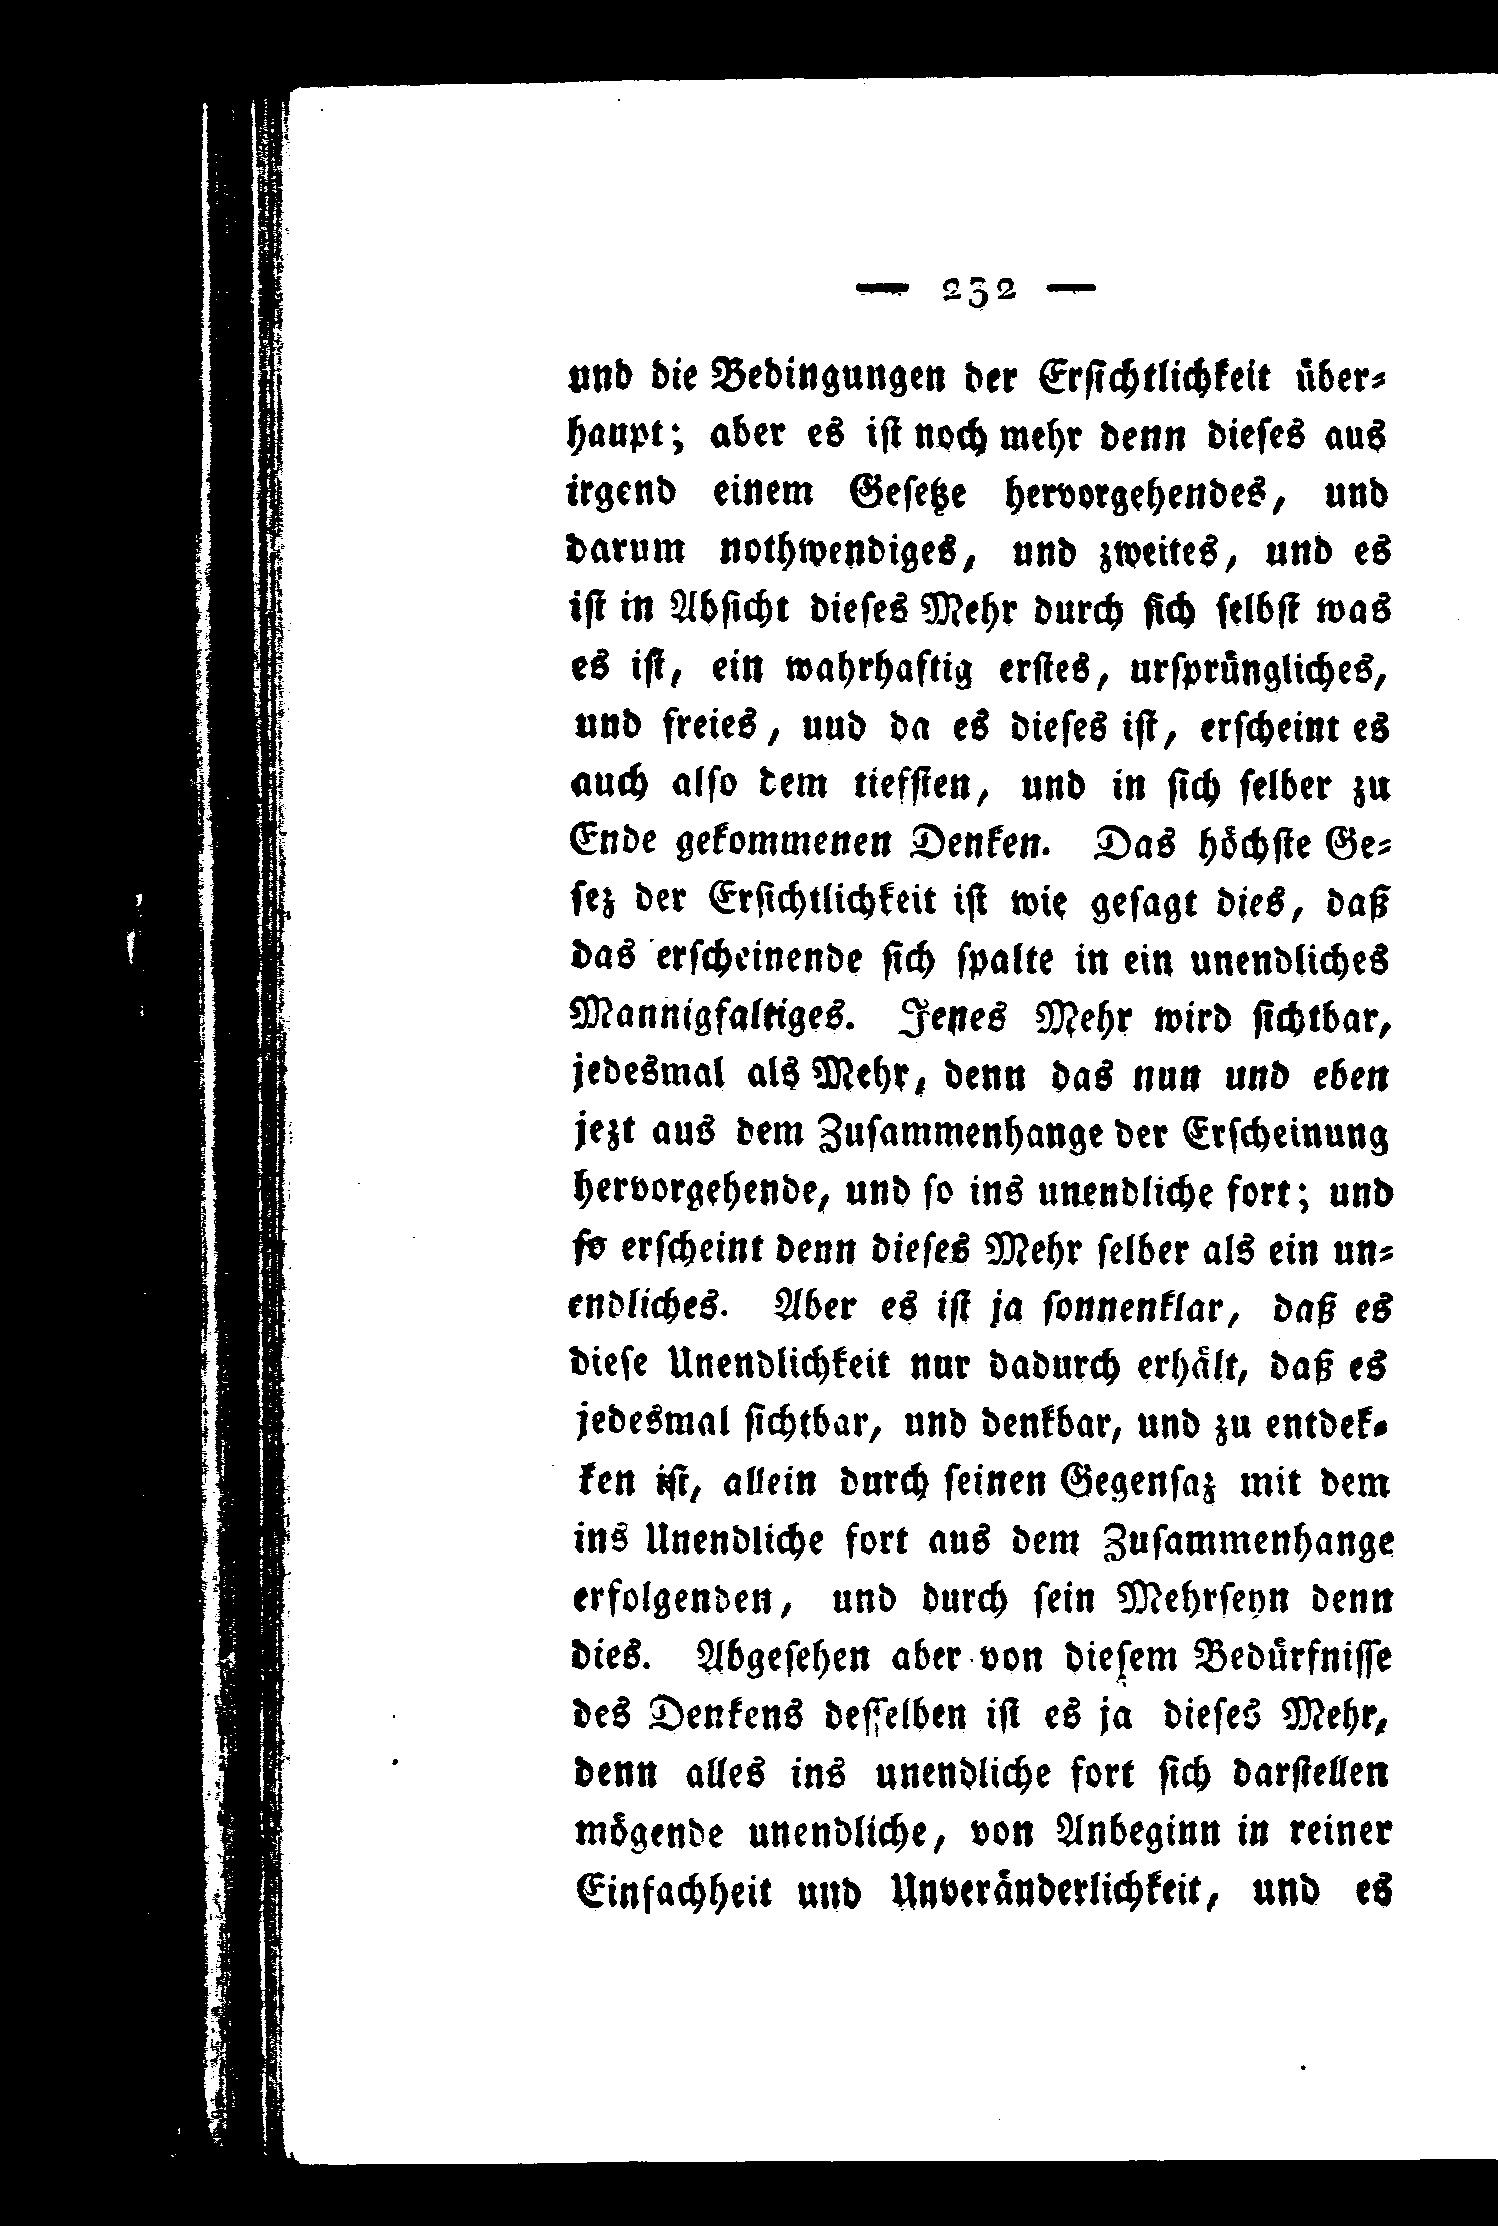 — 232 —
und die Bedingungen der Erſichtlichkeit über⸗
haupt; aber es iſt noch mehr denn dieſes aus
irgend einem Geſetze hervorgehendes, und
darum nothwendiges, und zweites, und es
iſt in Abſicht dieſes Mehr durch ſich ſelbſt was
es iſt, ein wahrhaftig erſtes, urſprüngliches,
und freies, uud da es dieſes iſt, erſcheint es
auch alſo dem tiefſten, und in ſich ſelber zu
Ende gekommenen Denken. Das höchſte Ge⸗
ſez der Erſichtlichkeit iſt wie geſagt dies, daß
das erſcheinende ſich ſpalte in ein unendliches
Mannigfaltiges. Jenes Mehr wird ſichtbar,
jedesmal als Mehr, denn das nun und eben
jezt aus dem Zuſammenhange der Erſcheinung
hervorgehende, und ſo ins unendliche fort; und
ſo erſcheint denn dieſes Mehr ſelber als ein un⸗
endliches. Aber es iſt ja ſonnenklar, daß es
dieſe Unendlichkeit nur dadurch erhält, daß es
jedesmal ſichtbar, und denkbar, und zu entdek⸗
ken iſt, allein durch ſeinen Gegenſaz mit dem
ins Unendliche fort aus dem Zuſammenhange
erfolgenden, und durch ſein Mehrſeyn denn
dies. Abgeſehen aber von dieſem Bedürfniſſe
des Denkens deſſelben iſt es ja dieſes Mehr,
denn alles ins unendliche fort ſich darſtellen
mögende unendliche, von Anbeginn in reiner
Einfachheit und Unveränderlichkeit, und es